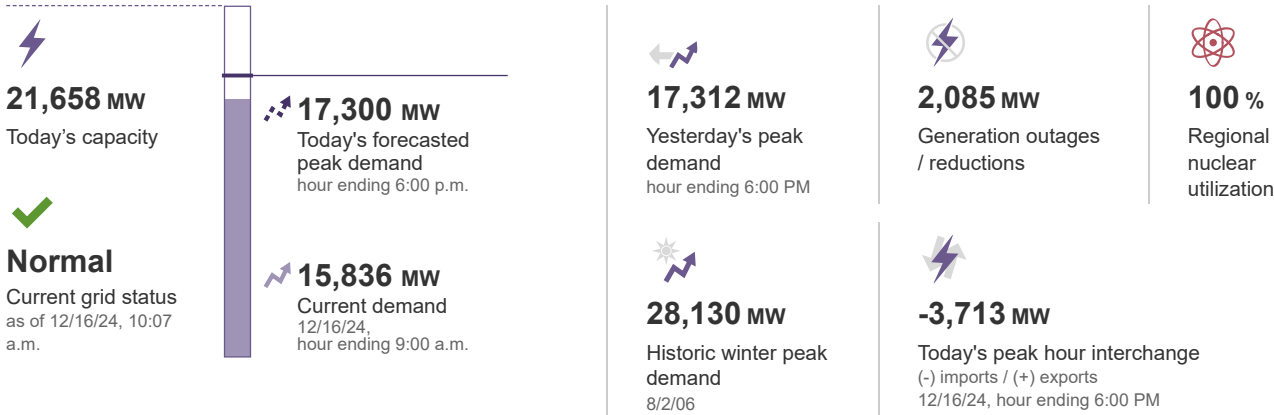 21,658 MW
Today's capacity
Normal
Current grid status
as of 12/16/24, 10:07
a.m.
17,300 MW
Today's forecasted
peak demand
hour ending 6:00 p.m.
15,836 MW
Current demand
12/16/24,
hour ending 9:00 a.m.
17,312 MW
Yesterday's peak
demand
hour ending 6:00 PM
2,085 MW
Generation outages
/ reductions
100 %
Regional
nuclear
utilization
28,130 MW
Historic winter peak
demand
8/2/06
-3,713 MW
Today's peak hour interchange
(-) imports / (+) exports
12/16/24, hour ending 6:00 PM